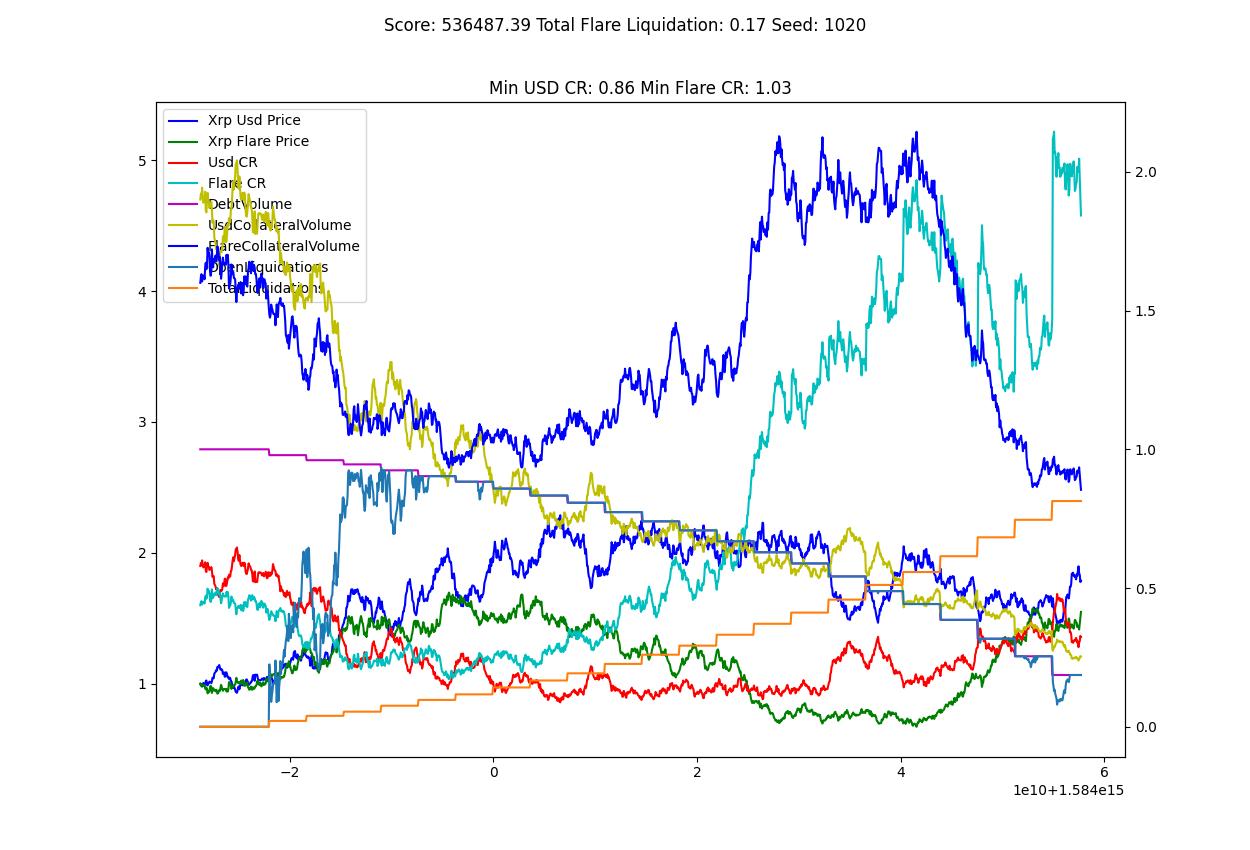 Score: 536487.39 Total Flare Liquidation: 0.17 Seed: 1020
Min USD CR: 0.86 Min Flare CR: 1.03
Xrp Usd Price
Xrp Flare Price
Usd CR
Flare CR
DebtVolume
UsdCollateralVolume
FlareCollateralVolume
OpenLiquidations
TotalLiquidations
5
4
3
2
1
2.0
1.5
1.0
0.5
0.0
−2
0
2
4
6
1e10+1.584e15